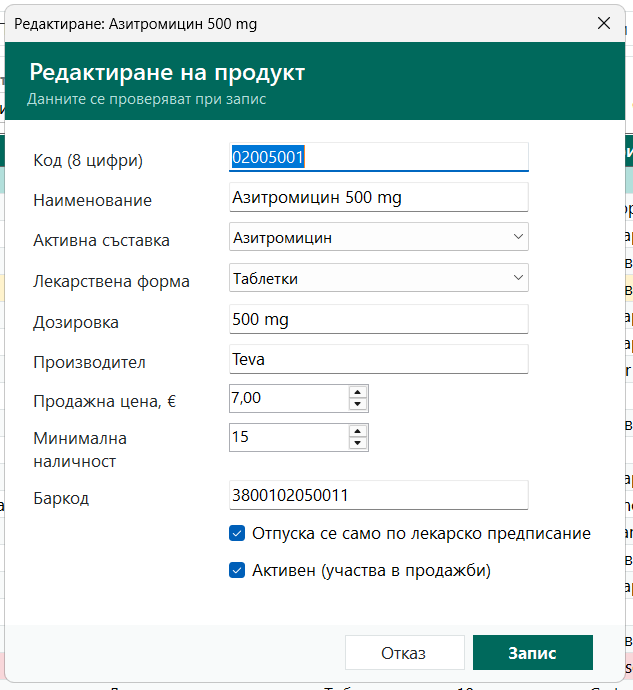 Редактиране: Азитромицин 500 mg
Редактиране на продукт
Данните се проверяват при запис
Код (8 цифри) 02005001
Наименование Азитромицин 500 mg
Активна съставка Азитромицин
Лекарствена форма Таблетки
Дозировка 500 mg
Производител Teva
Продажна цена, € 7,00
Минимална наличност 15
Баркод 3800102050011
Отпуска се само по лекарско предписание
Активен (участва в продажби)
Отказ Запис